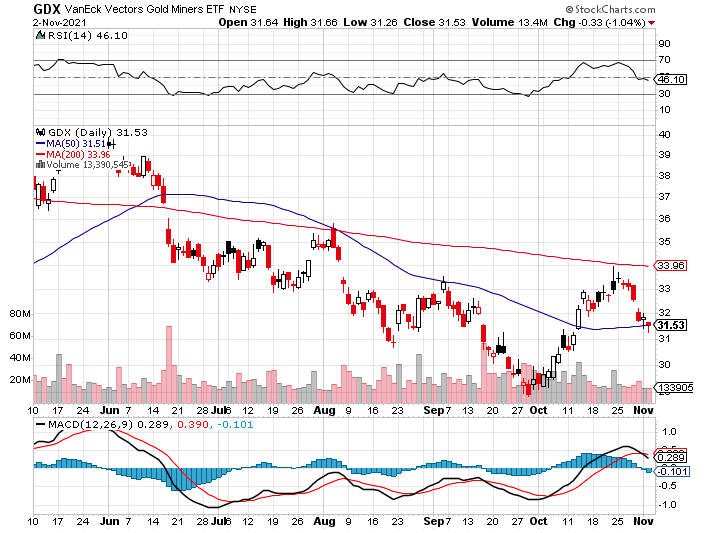 GDX VanEck Vectors Gold Miners ETF NYSE © StockCharts.com
2-Nov-2021 Open 31.64 High 31.66 Low 31.26 Close 31.53 Volume 13.4M Chg -0.33 (-1.04%)
RSI(14) 46.10
90
70
50
46.10
30
10
GDX (Daily) 31.53
MA(50) 31.51
MA(200) 33.96
Volume 13,390,545
40
39
38
37
36
35
33.96
33
32
31.53
31
30
80M
60M
40M
20M
133905
10 17 24 Jun 7 14 21 28 Jul 6 12 19 26 Aug 9 16 23 Sep 7 13 20 27 Oct 11 18 25 Nov
MACD(12,26,9) 0.289, 0.390, -0.101
1.0
0.5
0.289
-0.101
-0.5
-1.0
10 17 24 Jun 7 14 21 28 Jul 6 12 19 26 Aug 9 16 23 Sep 7 13 20 27 Oct 11 18 25 Nov